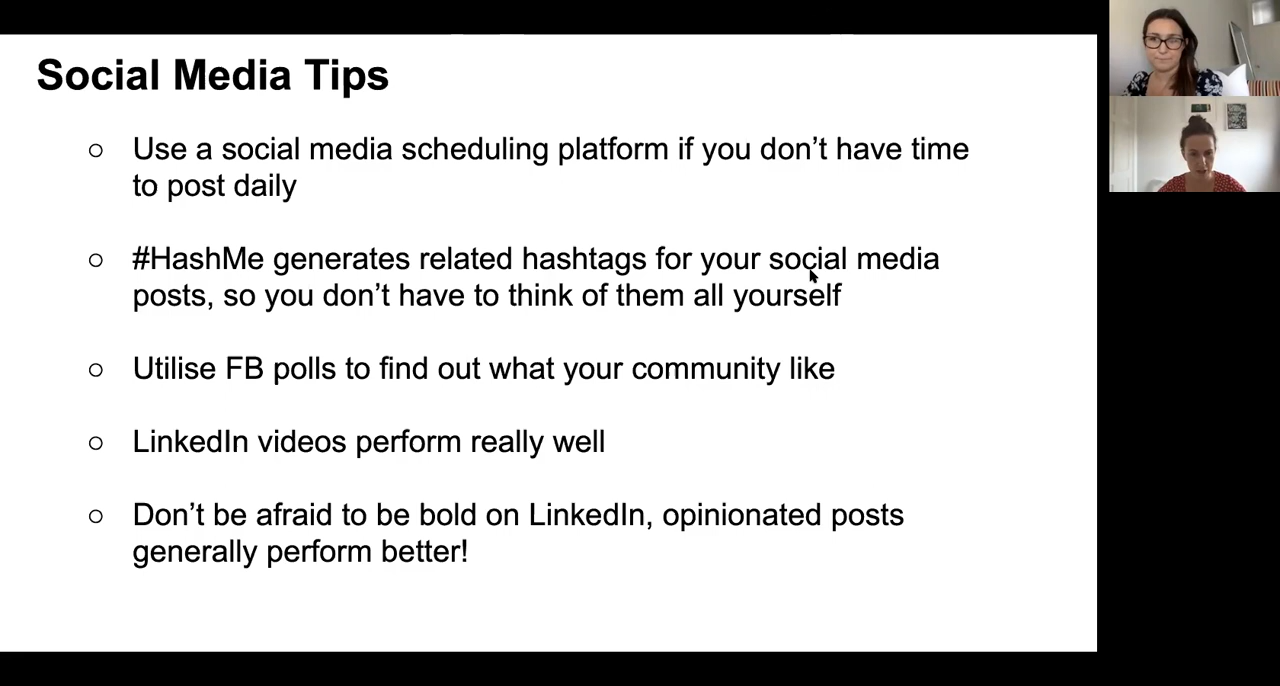 Social Media Tips
○ Use a social media scheduling platform if you don’t have time
to post daily
○ #HashMe generates related hashtags for your social media
posts, so you don’t have to think of them all yourself
○ Utilise FB polls to find out what your community like
○ LinkedIn videos perform really well
○ Don’t be afraid to be bold on LinkedIn, opinionated posts
generally perform better!